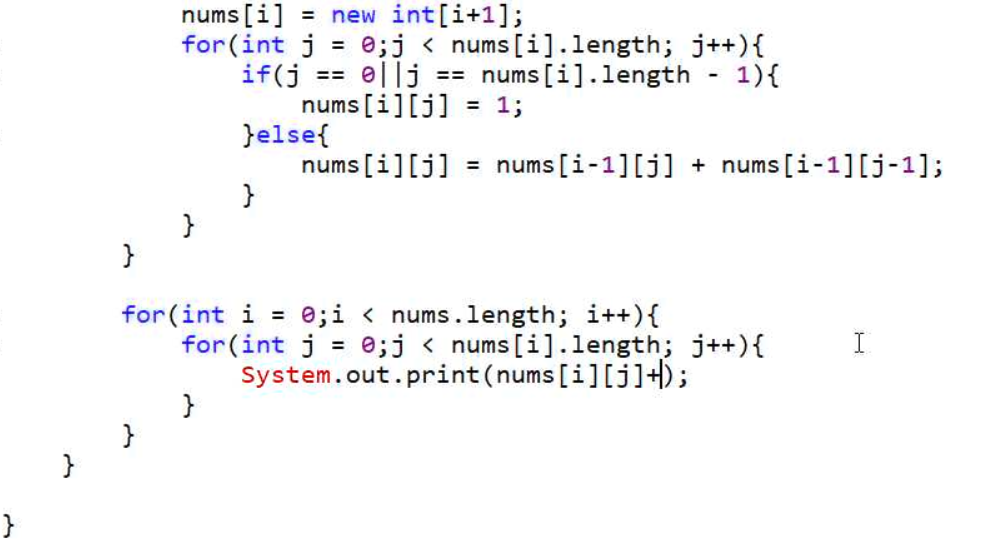 nums[i] = new int[i+1];
for(int j = 0;j < nums[i].length; j++){
if(j == 0||j == nums[i].length - 1){
nums[i][j] = 1;
}else{
nums[i][j] = nums[i-1][j] + nums[i-1][j-1];
}
}
}
for(int i = 0;i < nums.length; i++){
for(int j = 0;j < nums[i].length; j++){
System.out.print(nums[i][j]+);
}
}
}
}